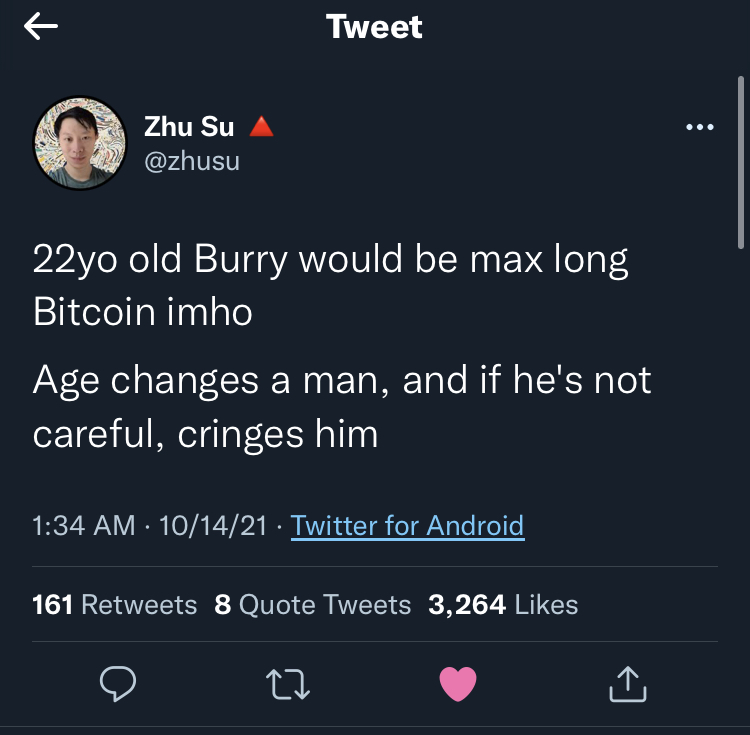 Tweet
Zhu Su 🔺
@zhusu
22yo old Burry would be max long
Bitcoin imho
Age changes a man, and if he's not
careful, cringes him
1:34 AM · 10/14/21 · Twitter for Android
161 Retweets 8 Quote Tweets 3,264 Likes